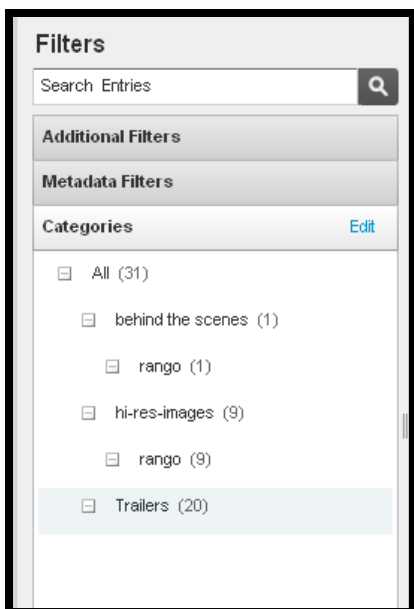 Filters
Search Entries
Additional Filters
Metadata Filters
Categories Edit
All (31)
behind the scenes (1)
rango (1)
hi-res-images (9)
rango (9)
Trailers (20)